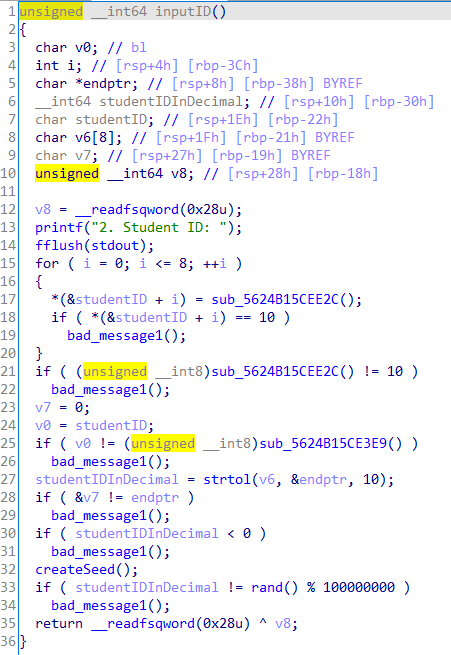 1 unsigned __int64 inputID()
2 {
3 char v0; // bl
4 int i; // [rsp+4h] [rbp-3Ch]
5 char *endptr; // [rsp+8h] [rbp-38h] BYREF
6 __int64 studentIDInDecimal; // [rsp+10h] [rbp-30h]
7 char studentID; // [rsp+1Eh] [rbp-22h]
8 char v6[8]; // [rsp+1Fh] [rbp-21h] BYREF
9 char v7; // [rsp+27h] [rbp-19h] BYREF
10 unsigned __int64 v8; // [rsp+28h] [rbp-18h]
11
12 v8 = __readfsqword(0x28u);
13 printf("2. Student ID: ");
14 fflush(stdout);
15 for ( i = 0; i <= 8; ++i )
16 {
17 *(&studentID + i) = sub_5624B15CEE2C();
18 if ( *(&studentID + i) == 10 )
19 bad_message1();
20 }
21 if ( (unsigned __int8)sub_5624B15CEE2C() != 10 )
22 bad_message1();
23 v7 = 0;
24 v0 = studentID;
25 if ( v0 != (unsigned __int8)sub_5624B15CE3E9() )
26 bad_message1();
27 studentIDInDecimal = strtol(v6, &endptr, 10);
28 if ( &v7 != endptr )
29 bad_message1();
30 if ( studentIDInDecimal < 0 )
31 bad_message1();
32 createSeed();
33 if ( studentIDInDecimal != rand() % 100000000 )
34 bad_message1();
35 return __readfsqword(0x28u) ^ v8;
36 }